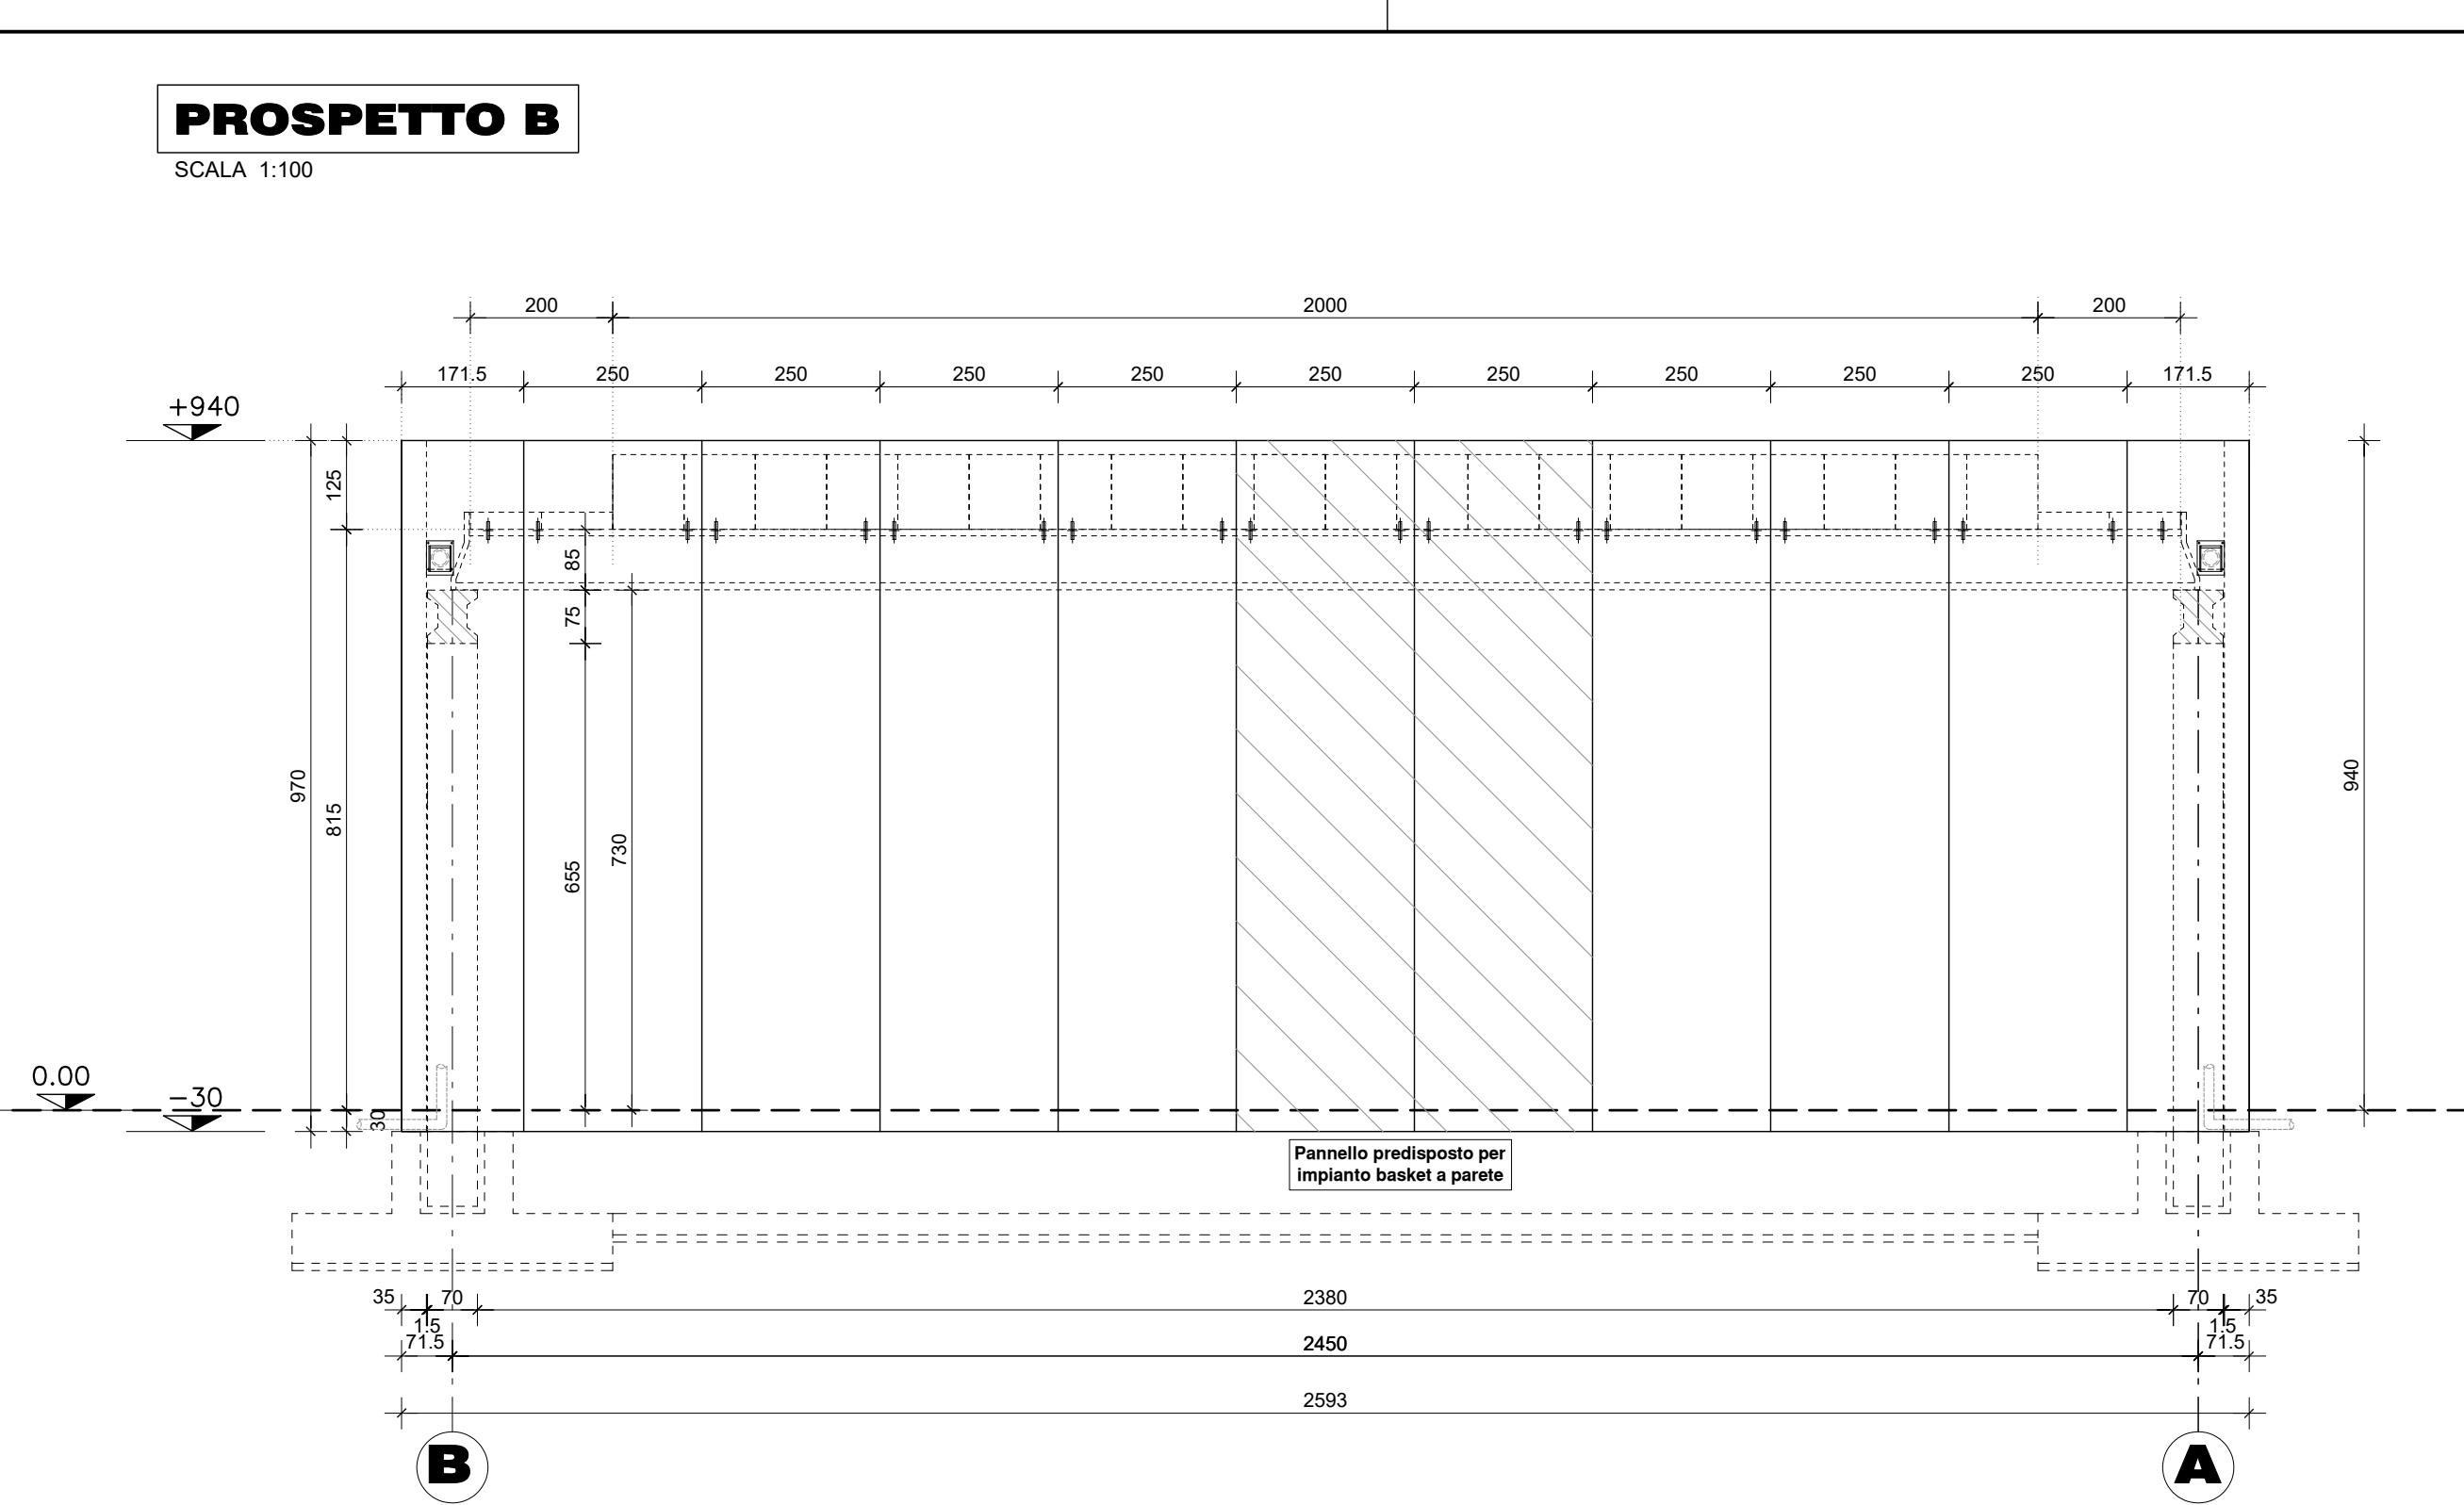 PROSPETTO B
SCALA 1:100
200 2000 200
171.5 250 250 250 250 250 250 250 250 250 171.5
+940
125
85
75
970
815
655
730
940
0.00
-30
30
Pannello predisposto per
impianto basket a parete
35 70 2380 70 35
1.5 1.5
71.5 2450 71.5
2593
B A